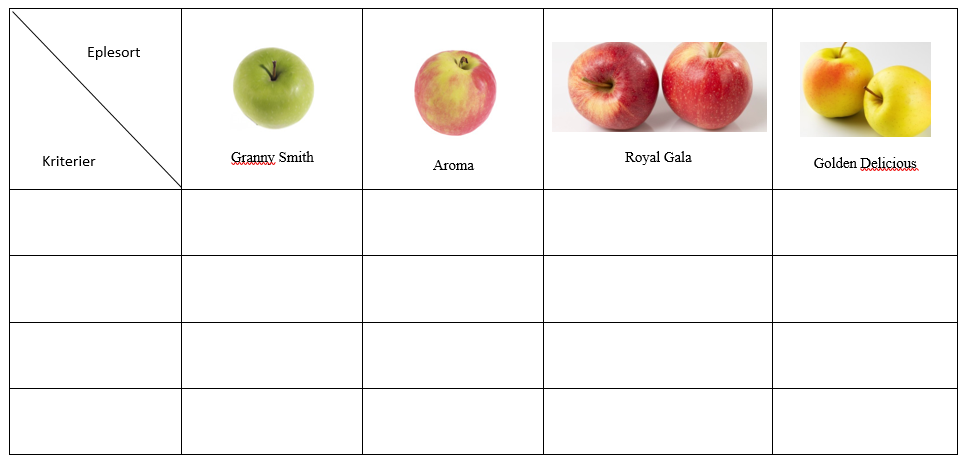 Eplesort
Kriterier
Granny Smith
Aroma
Royal Gala
Golden Delicious